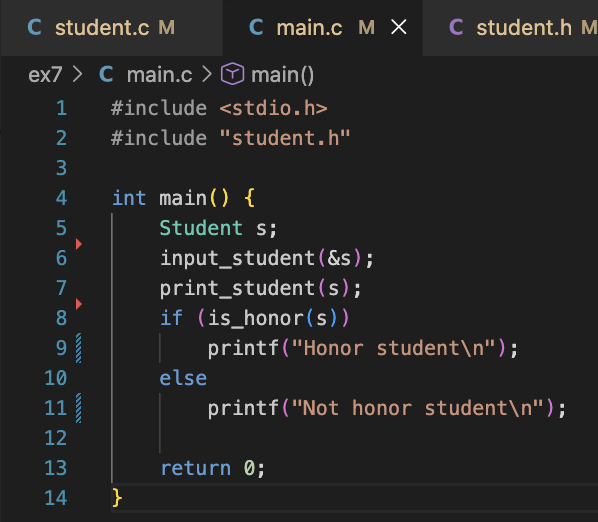 C student.c M
C main.c M
C student.h M
ex7 > C main.c > main()
1 #include <stdio.h>
2 #include "student.h"
3
4 int main() {
5     Student s;
6     input_student(&s);
7     print_student(s);
8     if (is_honor(s))
9         printf("Honor student\n");
10     else
11         printf("Not honor student\n");
12
13     return 0;
14 }